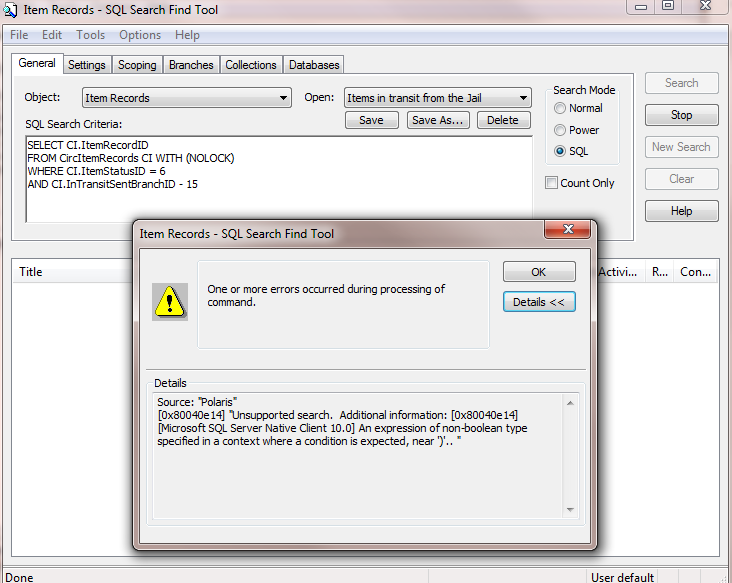 Item Records - SQL Search Find Tool
File Edit Tools Options Help
General Settings Scoping Branches Collections Databases
Object: Item Records Open: Items in transit from the Jail
Save Save As... Delete
SQL Search Criteria:
SELECT CI.ItemRecordID
FROM CircItemRecords CI WITH (NOLOCK)
WHERE CI.ItemStatusID = 6
AND CI.InTransitSentBranchID - 15
Search Mode
Normal
Power
SQL
Count Only
Search
Stop
New Search
Clear
Help
Title Activi... R... Con...
Item Records - SQL Search Find Tool
One or more errors occurred during processing of
command.
OK
Details <<
Details
Source: "Polaris"
[0x80040e14] "Unsupported search.  Additional information: [0x80040e14]
[Microsoft SQL Server Native Client 10.0] An expression of non-boolean type
specified in a context where a condition is expected, near ')'.. "
Done User default